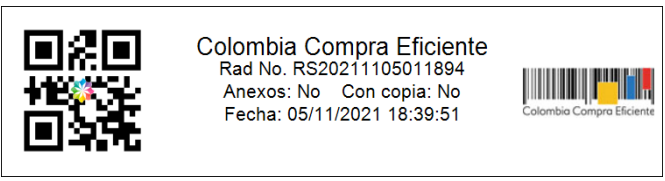 Colombia Compra Eficiente
Rad No. RS20211105011894
Anexos: No Con copia: No
Fecha: 05/11/2021 18:39:51
Colombia Compra Eficiente